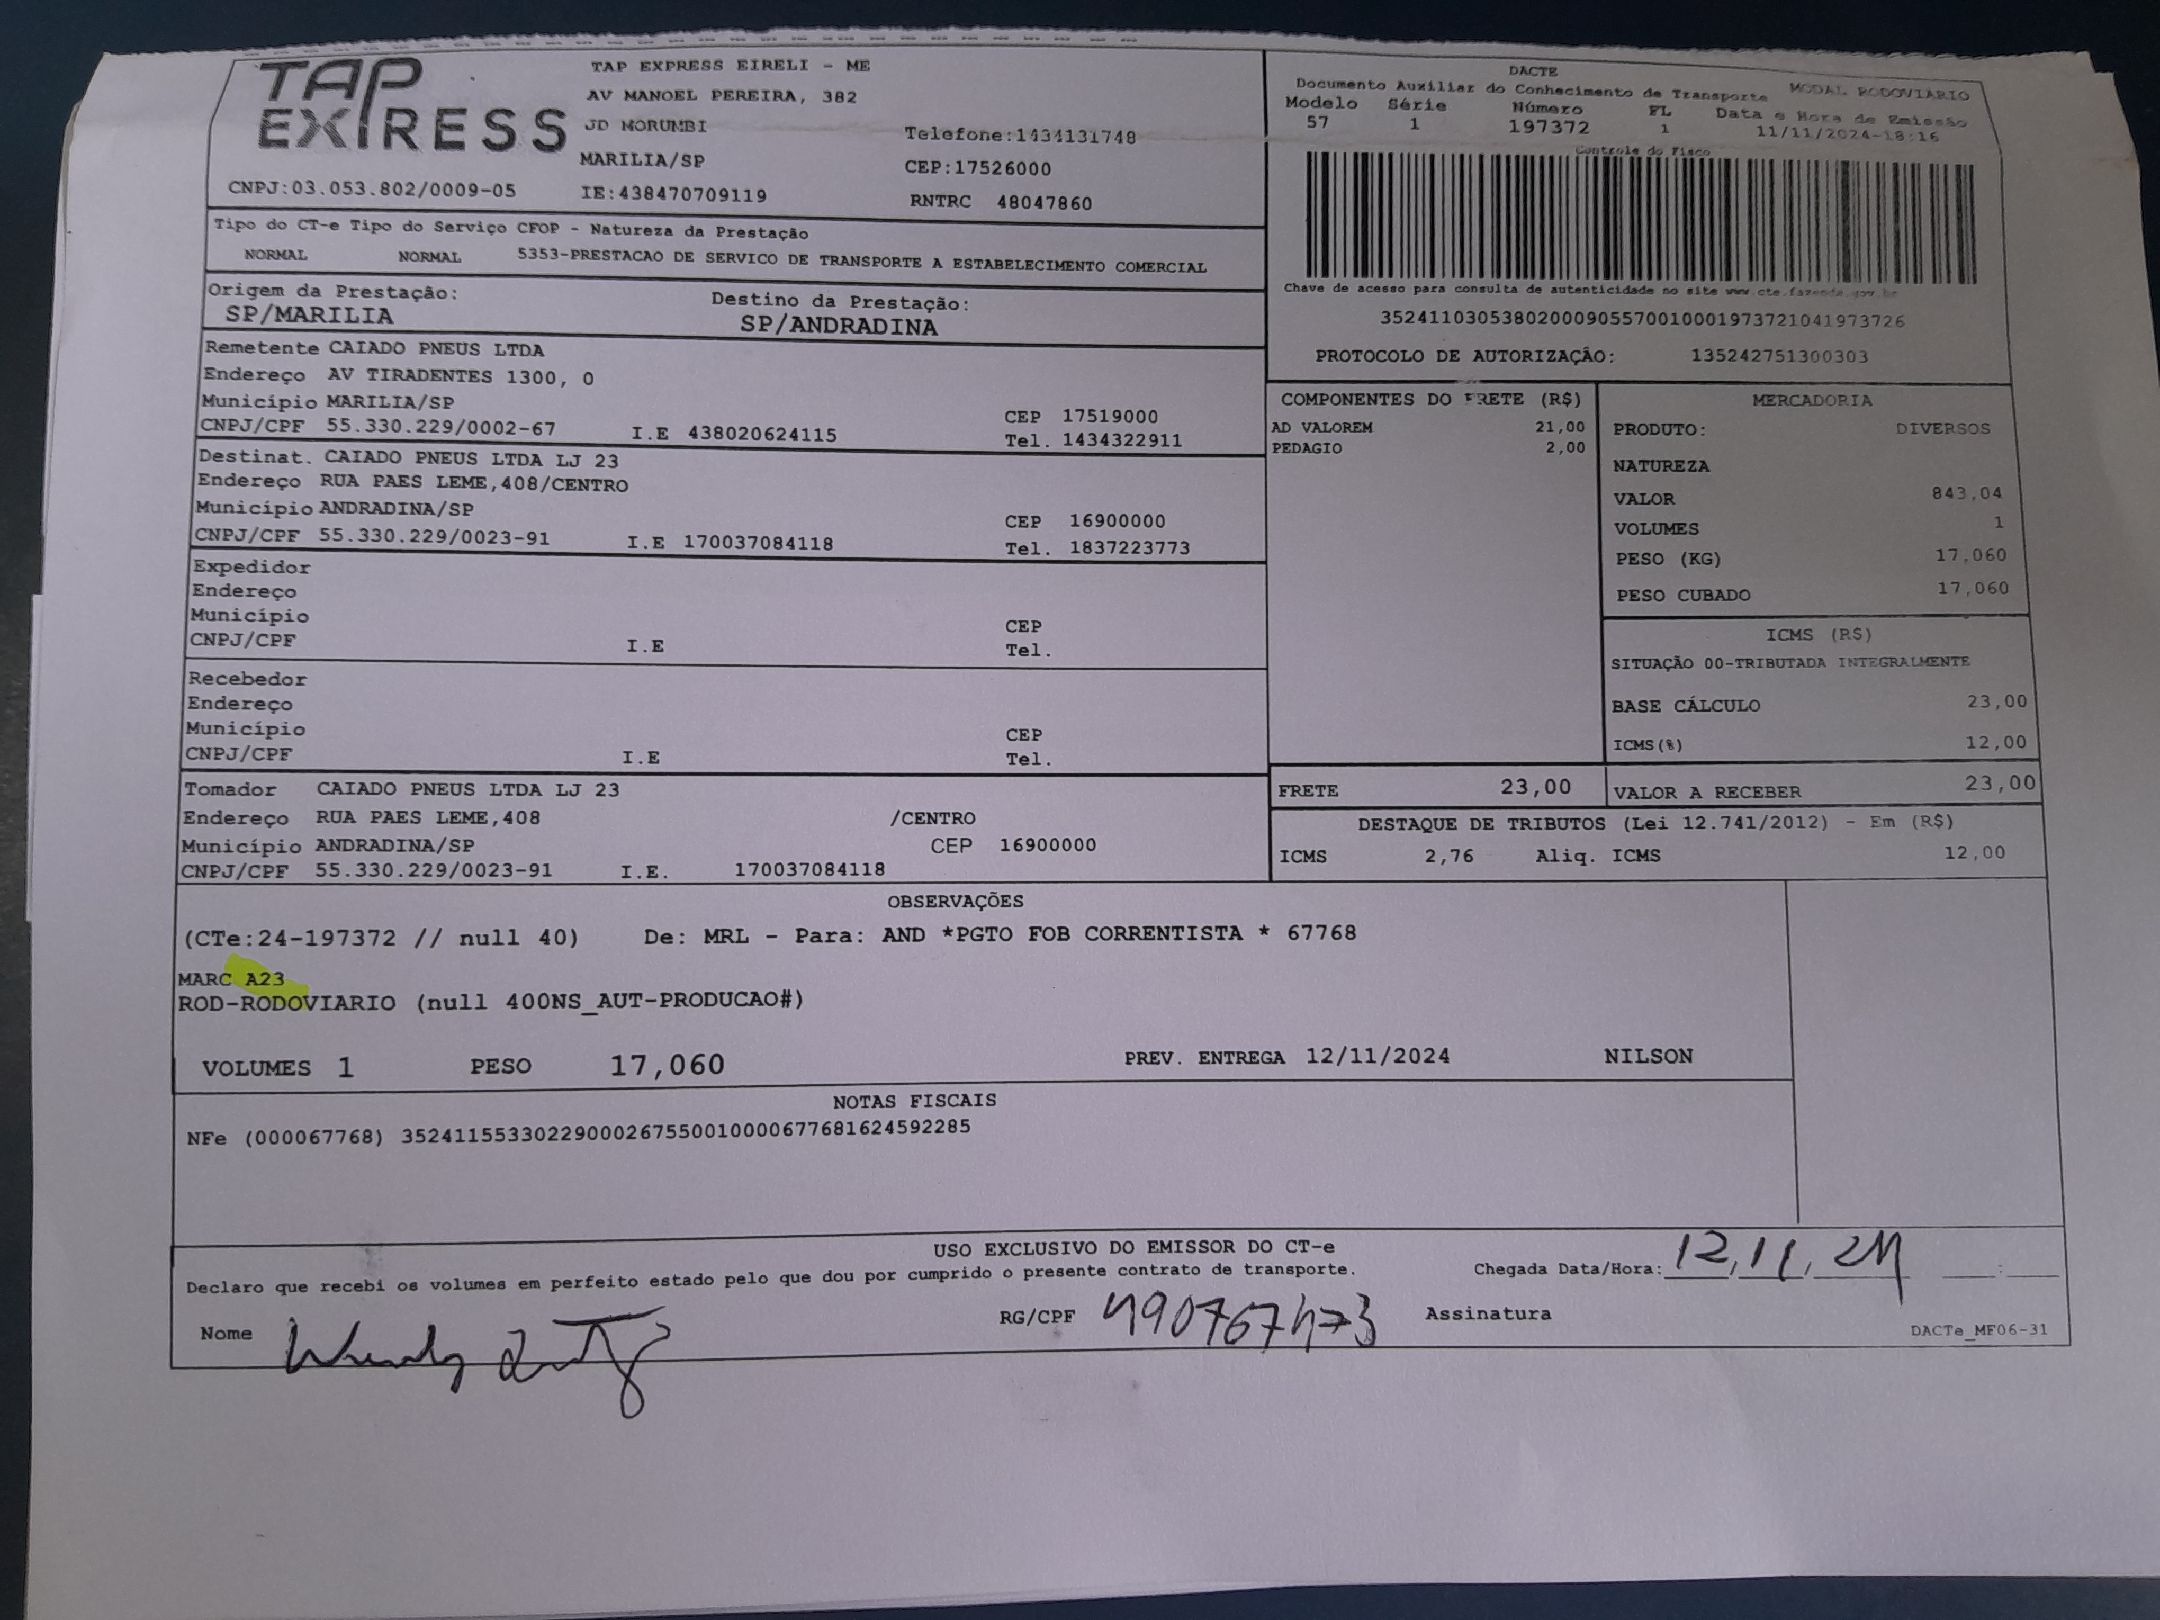 TAP EXPRESS
TAP EXPRESS EIRELI - ME
AV MANOEL PEREIRA, 382
JD MORUMBI
Telefone:1434131748
MARILIA/SP
CEP:17526000
CNPJ:03.053.802/0009-05
IE:438470709119
RNTRC 48047860
DACTE
Documento Auxiliar do Conhecimento de Transporte
MODAL RODOVIARIO
Modelo Série Número FL Data e Hora de Emissão
57 1 197372 1 11/11/2024-18:16
Controle do Fisco
Chave de acesso para consulta de autenticidade no site www.cte.fazenda.gov.br
35241103053802000905570010001973721041973726
PROTOCOLO DE AUTORIZAÇÃO: 135242751300303
Tipo do CT-e Tipo do Serviço CFOP - Natureza da Prestação
NORMAL NORMAL 5353-PRESTACAO DE SERVICO DE TRANSPORTE A ESTABELECIMENTO COMERCIAL
Origem da Prestação: Destino da Prestação:
SP/MARILIA SP/ANDRADINA
Remetente CAIADO PNEUS LTDA
Endereço AV TIRADENTES 1300, 0
Município MARILIA/SP CEP 17519000
CNPJ/CPF 55.330.229/0002-67 I.E 438020624115 Tel. 1434322911
Destinat. CAIADO PNEUS LTDA LJ 23
Endereço RUA PAES LEME,408/CENTRO
Município ANDRADINA/SP CEP 16900000
CNPJ/CPF 55.330.229/0023-91 I.E 170037084118 Tel. 1837223773
Expedidor
Endereço
Município CEP
CNPJ/CPF I.E Tel.
Recebedor
Endereço
Município CEP
CNPJ/CPF I.E Tel.
Tomador CAIADO PNEUS LTDA LJ 23
Endereço RUA PAES LEME,408 /CENTRO
Município ANDRADINA/SP CEP 16900000
CNPJ/CPF 55.330.229/0023-91 I.E. 170037084118
COMPONENTES DO FRETE (R$)
AD VALOREM 21,00
PEDAGIO 2,00
MERCADORIA
PRODUTO: DIVERSOS
NATUREZA
VALOR 843,04
VOLUMES 1
PESO (KG) 17,060
PESO CUBADO 17,060
ICMS (R$)
SITUAÇÃO 00-TRIBUTADA INTEGRALMENTE
BASE CÁLCULO 23,00
ICMS(%) 12,00
FRETE 23,00 VALOR A RECEBER 23,00
DESTAQUE DE TRIBUTOS (Lei 12.741/2012) - Em (R$)
ICMS 2,76 Aliq. ICMS 12,00
OBSERVAÇÕES
(CTe:24-197372 // null 40) De: MRL - Para: AND *PGTO FOB CORRENTISTA * 67768
MARC A23
ROD-RODOVIARIO (null 400NS_AUT-PRODUCAO#)
VOLUMES 1 PESO 17,060 PREV. ENTREGA 12/11/2024 NILSON
NOTAS FISCAIS
NFe (000067768) 35241155330229000267550010000677681624592285
USO EXCLUSIVO DO EMISSOR DO CT-e
Declaro que recebi os volumes em perfeito estado pelo que dou por cumprido o presente contrato de transporte. Chegada Data/Hora: 12,11,24
Nome RG/CPF 490767473 Assinatura
DACTe_MF06-31